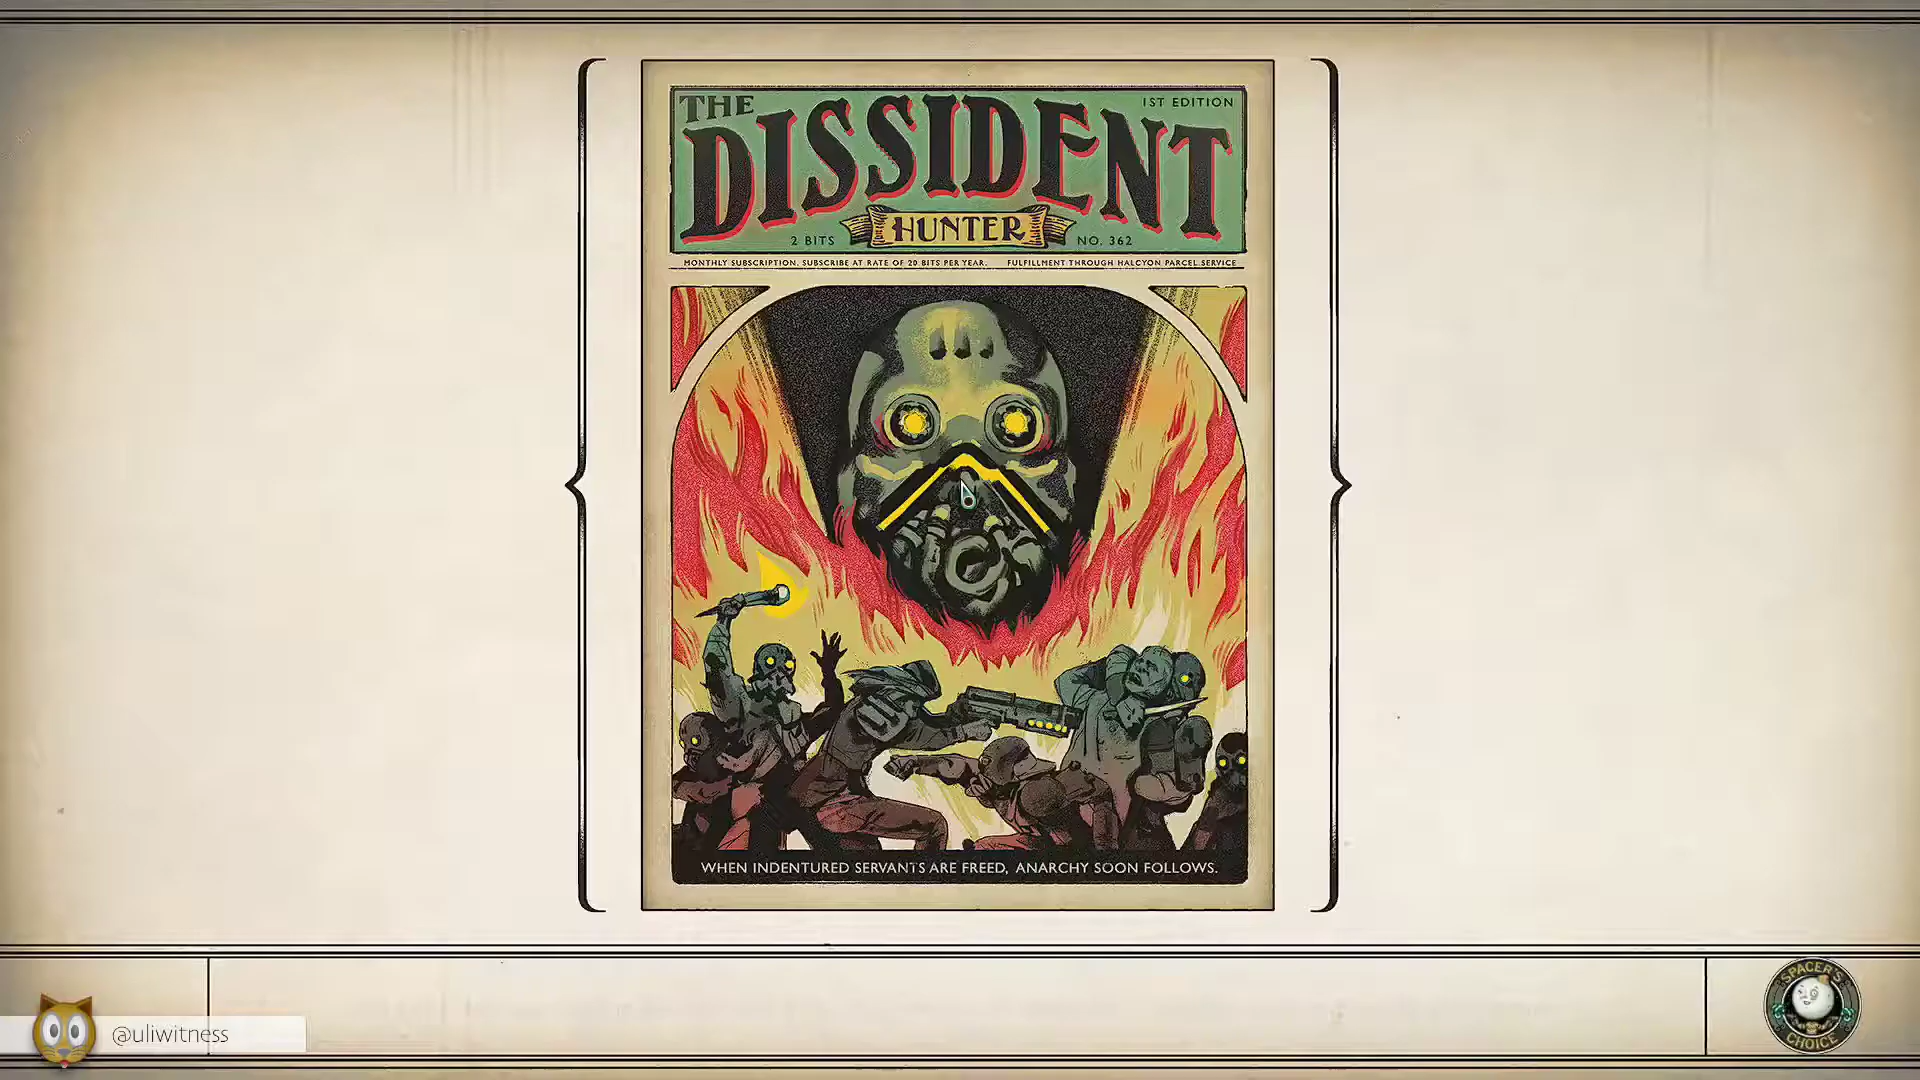 THE
1ST EDITION
DISSIDENT
HUNTER
2 BITS
NO. 362
MONTHLY SUBSCRIPTION. SUBSCRIBE AT RATE OF 20 BITS PER YEAR. FULFILLMENT THROUGH HALCYON PARCEL SERVICE
WHEN INDENTURED SERVANTS ARE FREED, ANARCHY SOON FOLLOWS.
@uliwitness
SPACER'S
CHOICE